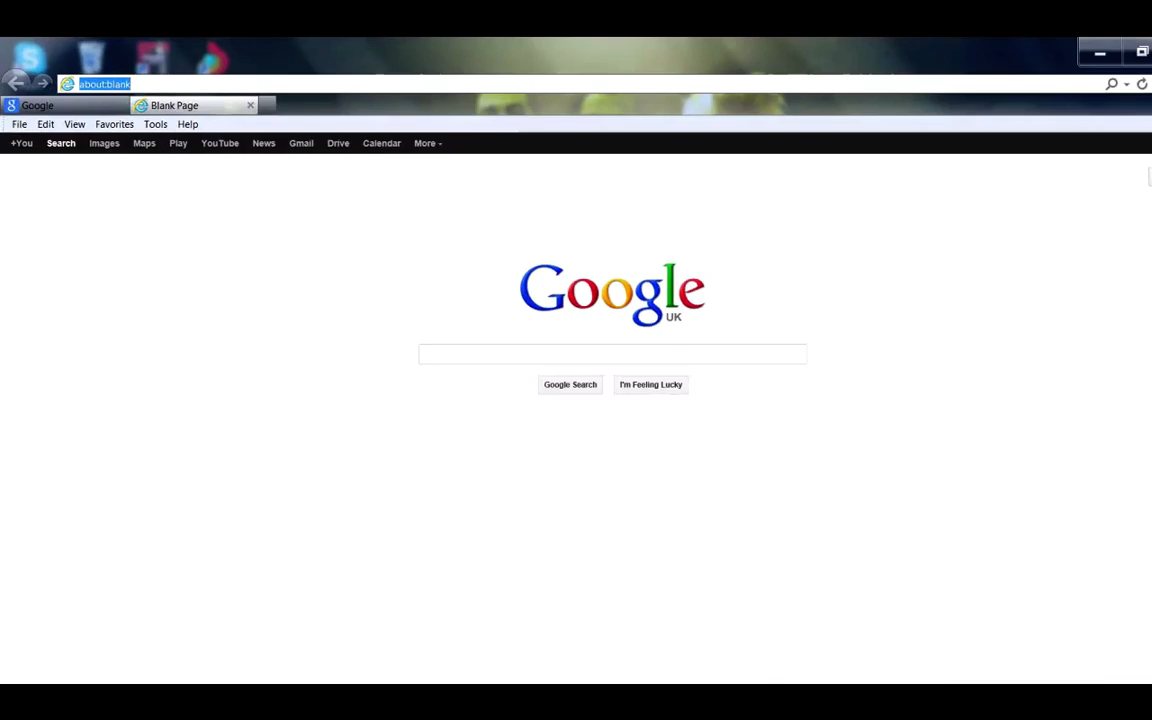 about:blank
Google
Blank Page
File Edit View Favorites Tools Help
+You Search Images Maps Play YouTube News Gmail Drive Calendar More
Google
UK
Google Search I'm Feeling Lucky